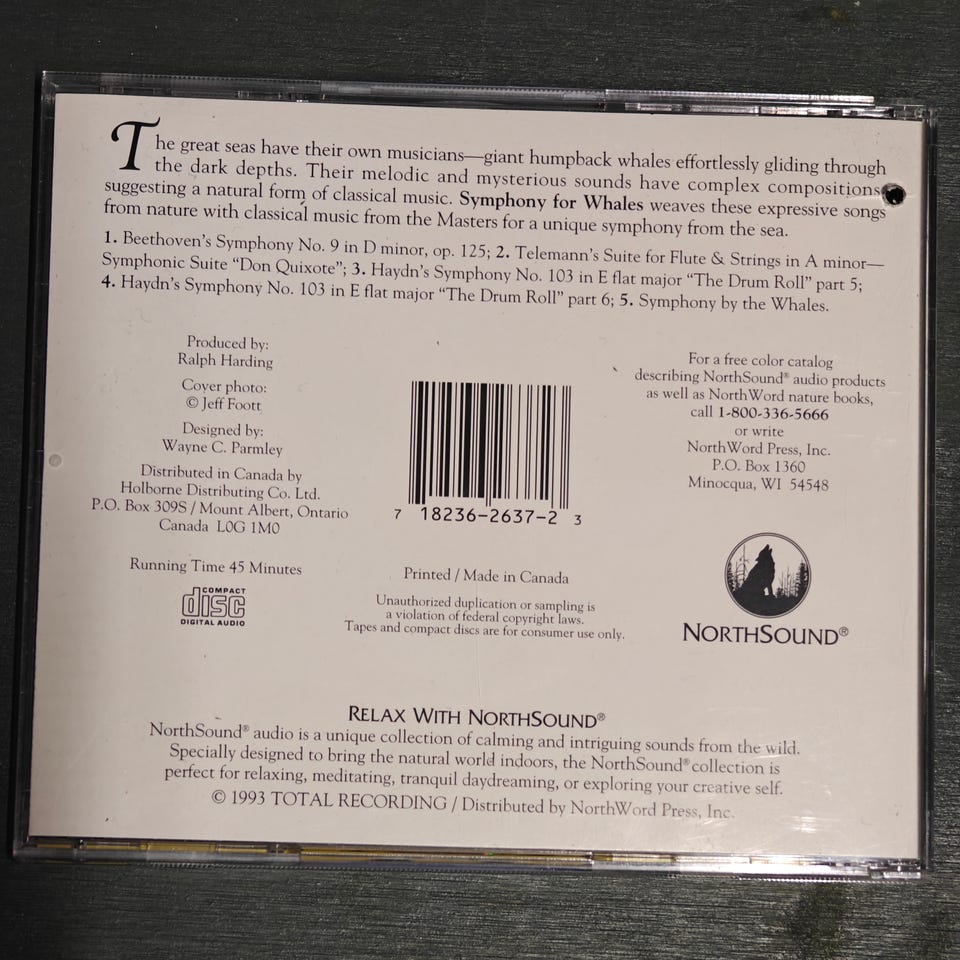 The great seas have their own musicians—giant humpback whales effortlessly gliding through
the dark depths. Their melodic and mysterious sounds have complex compositions
suggesting a natural form of classical music. Symphony for Whales weaves these expressive songs
from nature with classical music from the Masters for a unique symphony from the sea.
1. Beethoven's Symphony No. 9 in D minor, op. 125; 2. Telemann's Suite for Flute & Strings in A minor—
Symphonic Suite "Don Quixote"; 3. Haydn's Symphony No. 103 in E flat major "The Drum Roll" part 5;
4. Haydn's Symphony No. 103 in E flat major "The Drum Roll" part 6; 5. Symphony by the Whales.
Produced by:
Ralph Harding
Cover photo:
© Jeff Foott
Designed by:
Wayne C. Parmley
Distributed in Canada by
Holborne Distributing Co. Ltd.
P.O. Box 309S / Mount Albert, Ontario
Canada L0G 1M0
Running Time 45 Minutes
COMPACT
disc
DIGITAL AUDIO
7 18236-2637-2 3
Printed / Made in Canada
Unauthorized duplication or sampling is
a violation of federal copyright laws.
Tapes and compact discs are for consumer use only.
For a free color catalog
describing NorthSound® audio products
as well as NorthWord nature books,
call 1-800-336-5666
or write
NorthWord Press, Inc.
P.O. Box 1360
Minocqua, WI 54548
NORTHSOUND®
RELAX WITH NORTHSOUND®
NorthSound® audio is a unique collection of calming and intriguing sounds from the wild.
Specially designed to bring the natural world indoors, the NorthSound® collection is
perfect for relaxing, meditating, tranquil daydreaming, or exploring your creative self.
© 1993 TOTAL RECORDING / Distributed by NorthWord Press, Inc.